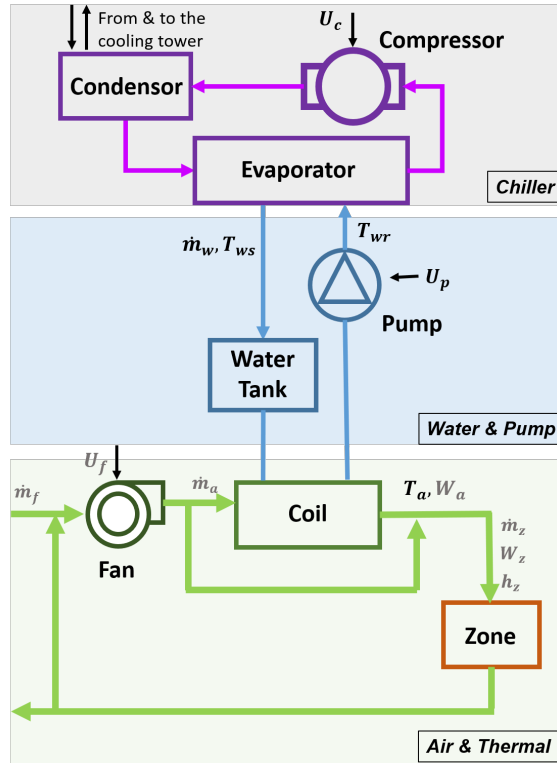 From & to the
cooling tower
U_c
Compressor
Condensor
Evaporator
Chiller
ṁ_w, T_ws
T_wr
U_p
Pump
Water
Tank
Water & Pump
U_f
ṁ_f
ṁ_a
T_a, W_a
Coil
ṁ_z
W_z
h_z
Fan
Zone
Air & Thermal